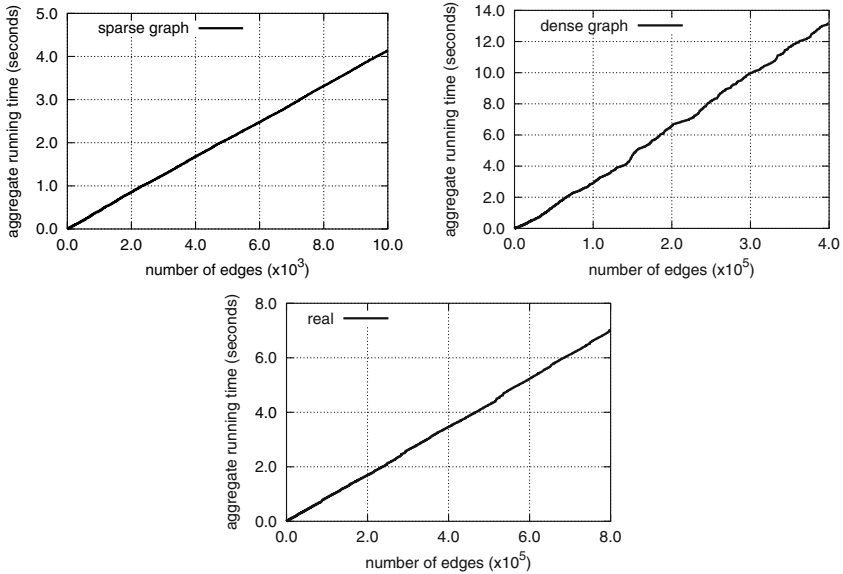 5.0
4.0
3.0
2.0
1.0
0.0
0.0 2.0 4.0 6.0 8.0 10.0
aggregate running time (seconds)
number of edges (x10³)
sparse graph
14.0
12.0
10.0
8.0
6.0
4.0
2.0
0.0
0.0 1.0 2.0 3.0 4.0
aggregate running time (seconds)
number of edges (x10⁵)
dense graph
8.0
6.0
4.0
2.0
0.0
0.0 2.0 4.0 6.0 8.0
aggregate running time (seconds)
number of edges (x10⁵)
real